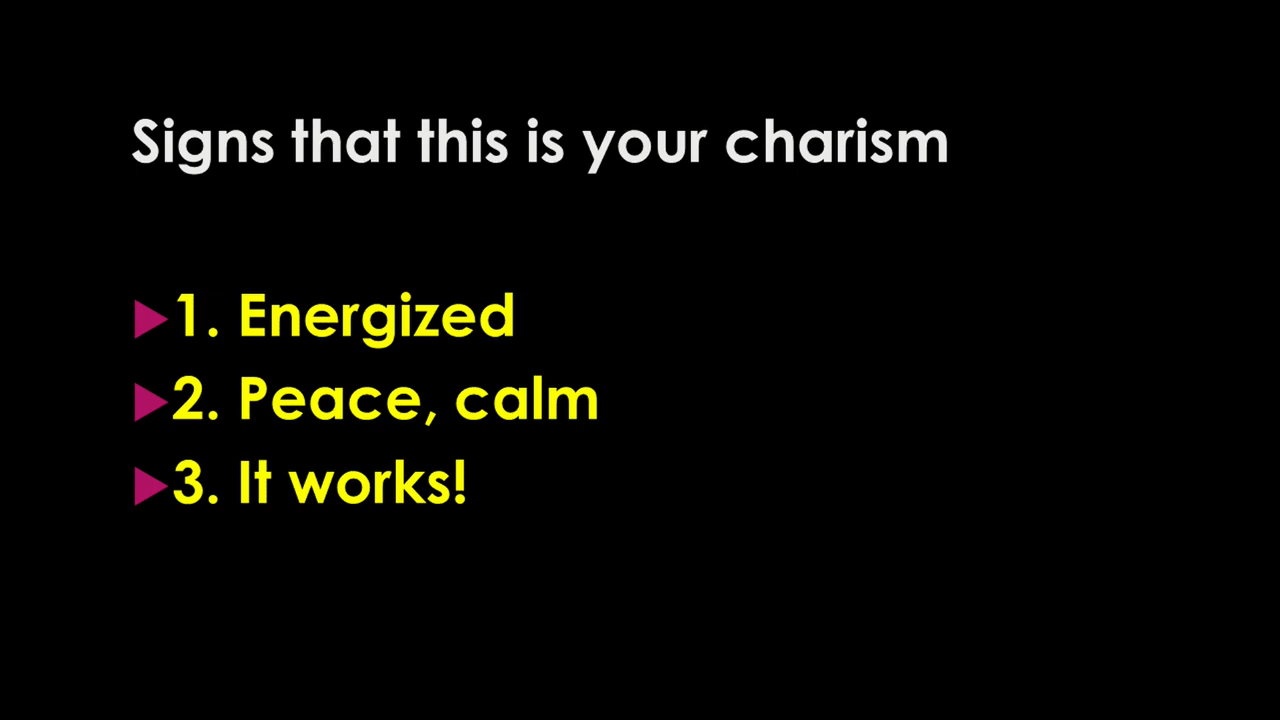 Signs that this is your charism
1. Energized
2. Peace, calm
3. It works!